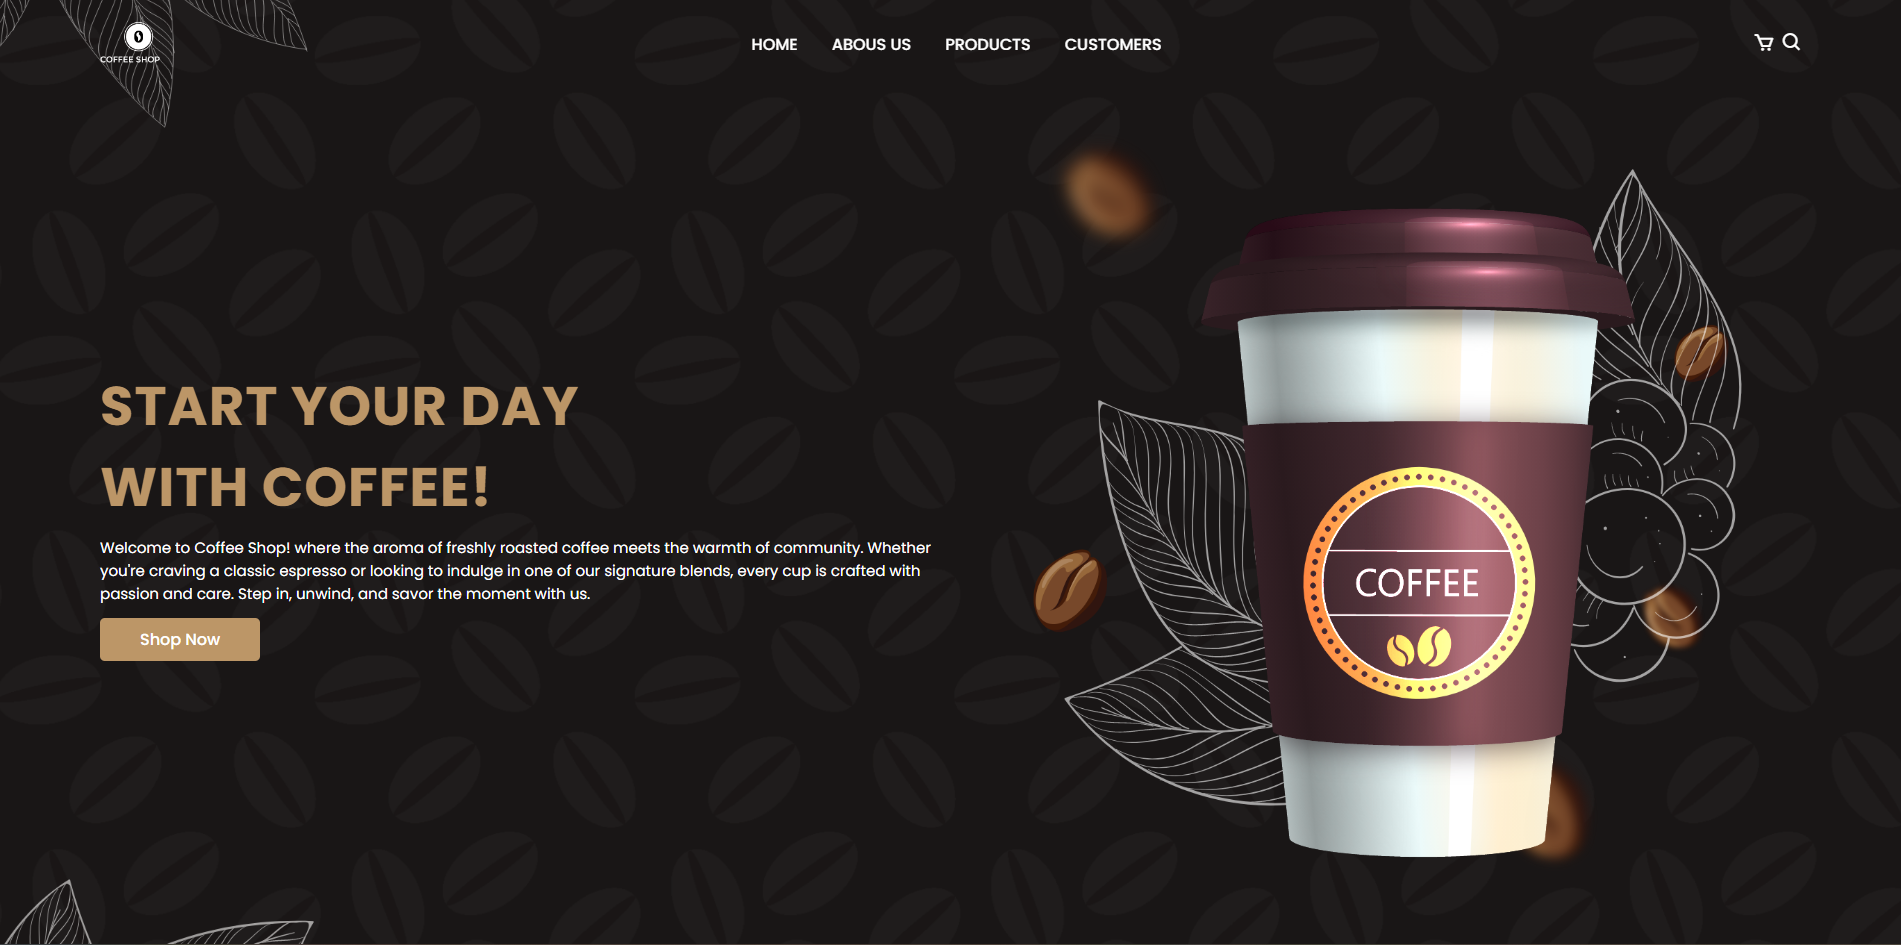 COFFEE SHOP
HOME ABOUS US PRODUCTS CUSTOMERS
START YOUR DAY
WITH COFFEE!
Welcome to Coffee Shop! where the aroma of freshly roasted coffee meets the warmth of community. Whether
you're craving a classic espresso or looking to indulge in one of our signature blends, every cup is crafted with
passion and care. Step in, unwind, and savor the moment with us.
Shop Now
COFFEE